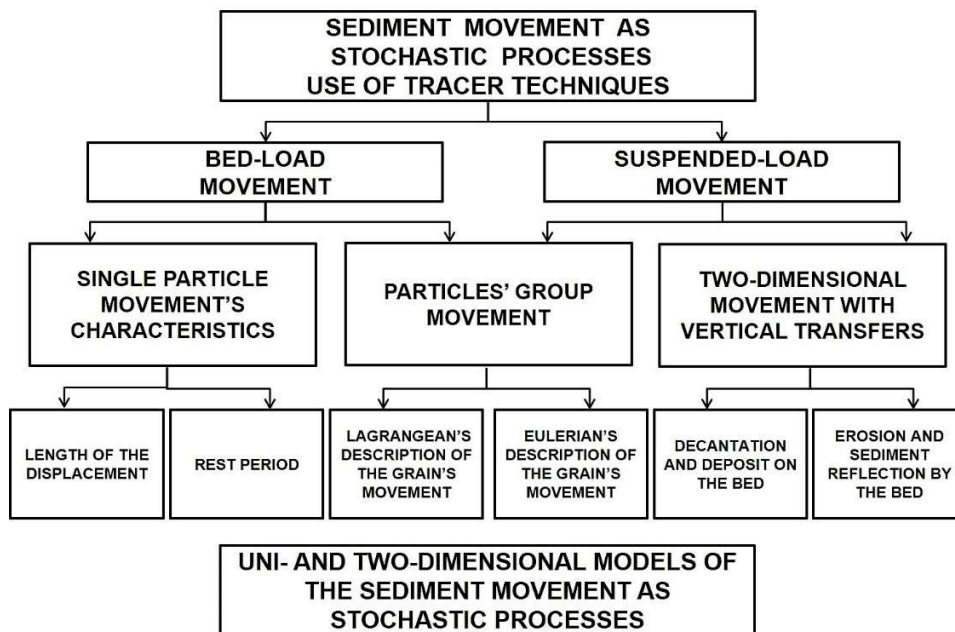 SEDIMENT MOVEMENT AS
STOCHASTIC PROCESSES
USE OF TRACER TECHNIQUES
BED-LOAD
MOVEMENT
SUSPENDED-LOAD
MOVEMENT
SINGLE PARTICLE
MOVEMENT'S
CHARACTERISTICS
PARTICLES' GROUP
MOVEMENT
TWO-DIMENSIONAL
MOVEMENT WITH
VERTICAL TRANSFERS
LENGTH OF THE
DISPLACEMENT
REST PERIOD
LAGRANGEAN'S
DESCRIPTION OF
THE GRAIN'S
MOVEMENT
EULERIAN'S
DESCRIPTION OF
THE GRAIN'S
MOVEMENT
DECANTATION
AND DEPOSIT ON
THE BED
EROSION AND
SEDIMENT
REFLECTION BY
THE BED
UNI- AND TWO-DIMENSIONAL MODELS OF
THE SEDIMENT MOVEMENT AS
STOCHASTIC PROCESSES